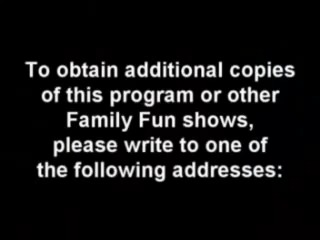 To obtain additional copies
of this program or other
Family Fun shows,
please write to one of
the following addresses: